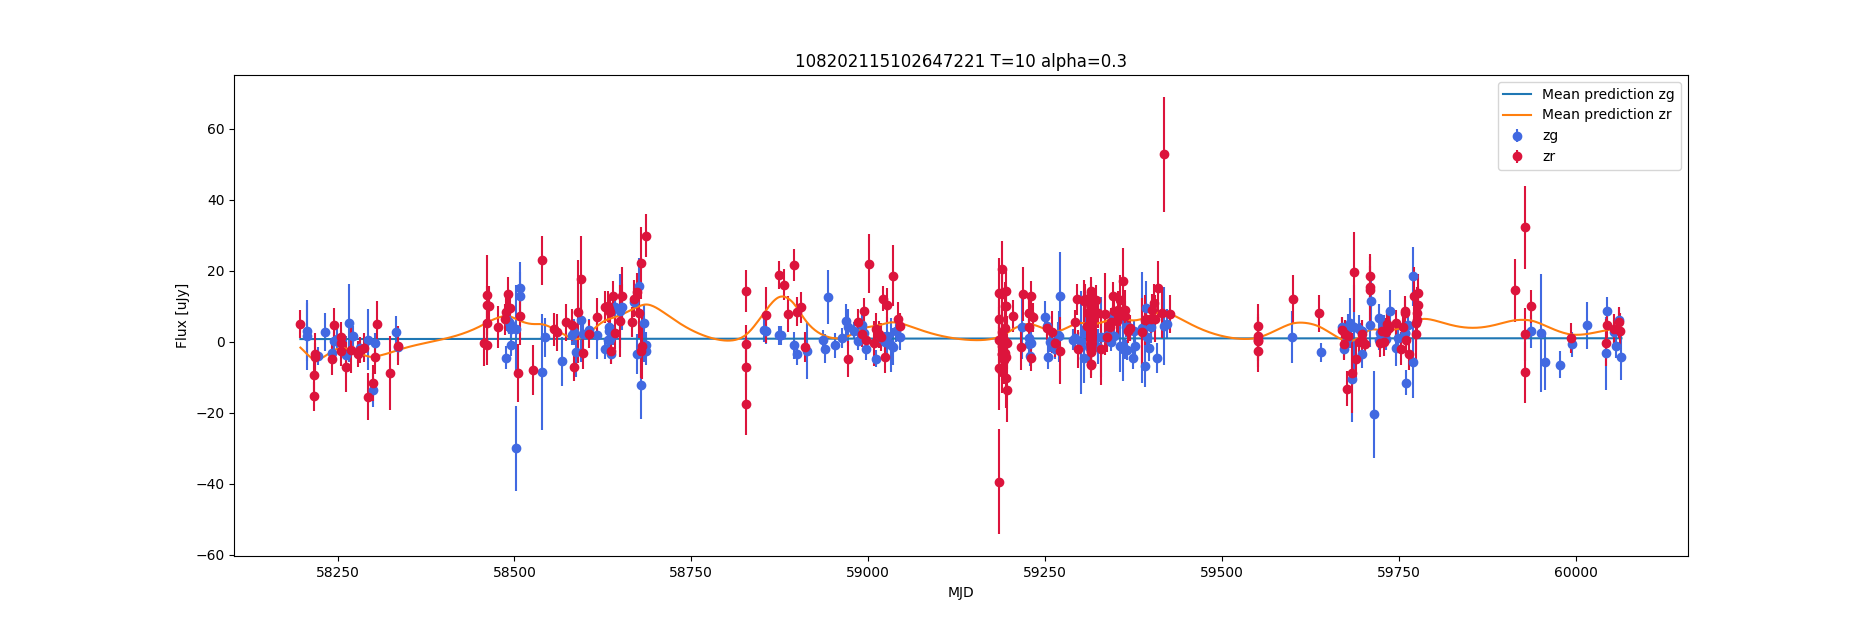 108202115102647221 T=10 alpha=0.3
Mean prediction zg
Mean prediction zr
zg
zr
60
40
20
0
−20
−40
−60
Flux [uJy]
58250
58500
58750
59000
59250
59500
59750
60000
MJD